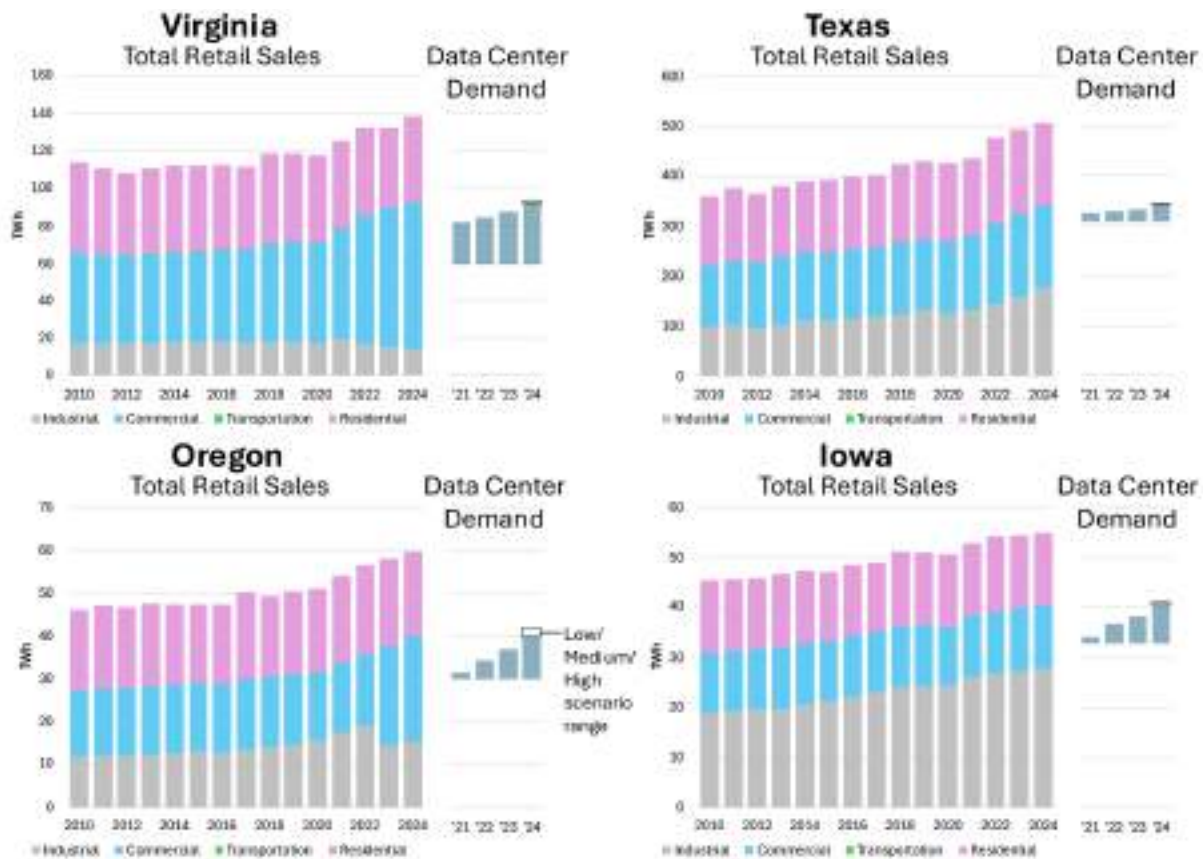 Virginia
Total Retail Sales
Data Center
Demand
160
140
120
100
80
60
40
20
0
TWh
2010 2012 2014 2016 2018 2020 2022 2024
'21 '22 '23 '24
Industrial Commercial Transportation Residential
Texas
Total Retail Sales
Data Center
Demand
600
500
400
300
200
100
0
TWh
2010 2012 2014 2016 2018 2020 2022 2024
'21 '22 '23 '24
Industrial Commercial Transportation Residential
Oregon
Total Retail Sales
Data Center
Demand
70
60
50
40
30
20
10
0
TWh
2010 2012 2014 2016 2018 2020 2022 2024
'21 '22 '23 '24
Low/
Medium/
High
scenario
range
Industrial Commercial Transportation Residential
Iowa
Total Retail Sales
Data Center
Demand
60
50
40
30
20
10
0
TWh
2010 2012 2014 2016 2018 2020 2022 2024
'21 '22 '23 '24
Industrial Commercial Transportation Residential